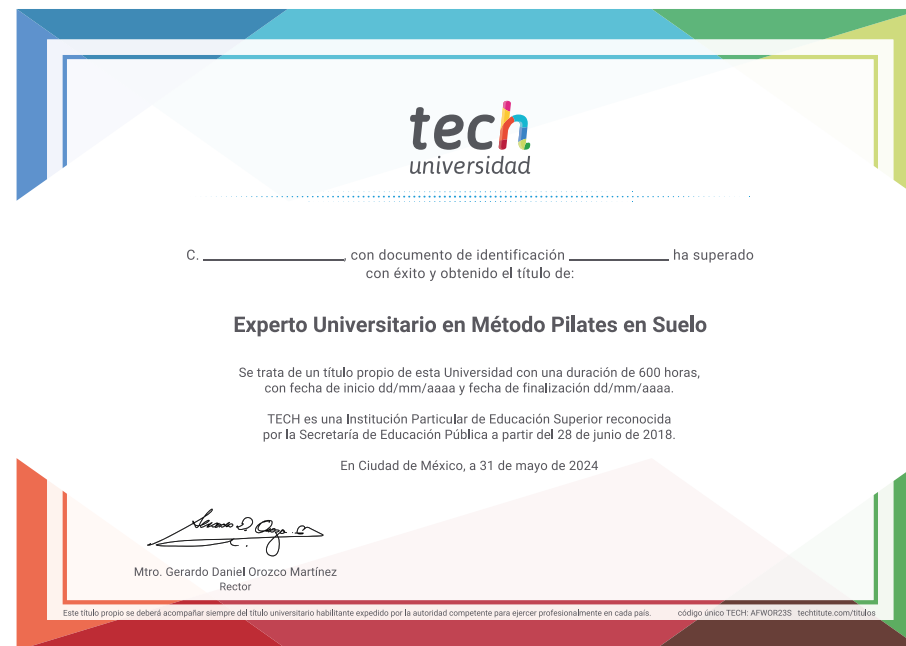 tech
universidad
C. ____________________, con documento de identificación ______________ ha superado
con éxito y obtenido el título de:
Experto Universitario en Método Pilates en Suelo
Se trata de un título propio de esta Universidad con una duración de 600 horas,
con fecha de inicio dd/mm/aaaa y fecha de finalización dd/mm/aaaa.
TECH es una Institución Particular de Educación Superior reconocida
por la Secretaría de Educación Pública a partir del 28 de junio de 2018.
En Ciudad de México, a 31 de mayo de 2024
Mtro. Gerardo Daniel Orozco Martínez
Rector
Este título propio se deberá acompañar siempre del título universitario habilitante expedido por la autoridad competente para ejercer profesionalmente en cada país. código único TECH: AFWOR23S techtitute.com/titulos